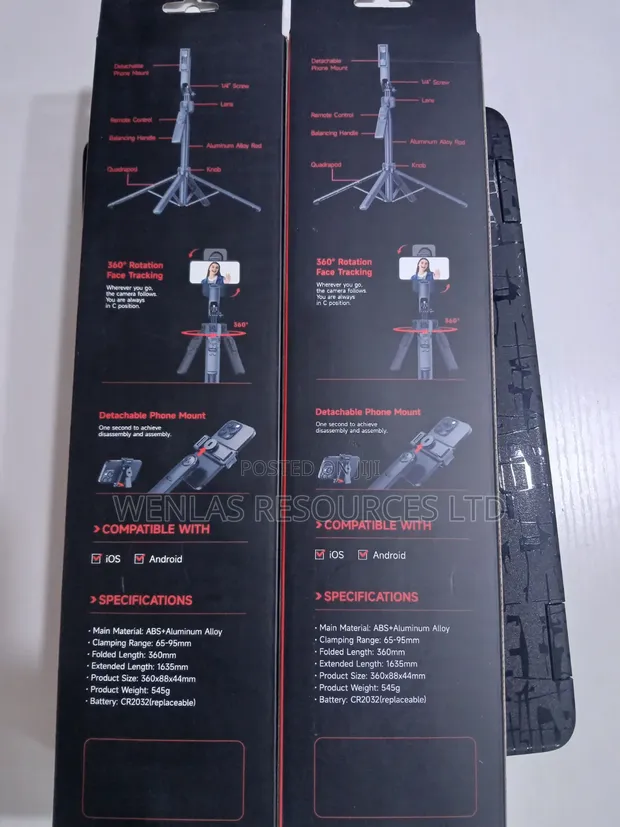 Detachable
Phone Mount
1/4" Screw
Lens
Remote Control
Balancing Handle
Aluminum Alloy Rod
Quadrapod
Knob
360° Rotation
Face Tracking
Wherever you go,
the camera follows.
You are always
in C position.
360°
Detachable Phone Mount
One second to achieve
disassembly and assembly.
> COMPATIBLE WITH
iOS
Android
> SPECIFICATIONS
· Main Material: ABS+Aluminum Alloy
· Clamping Range: 65-95mm
· Folded Length: 360mm
· Extended Length: 1635mm
· Product Size: 360x88x44mm
· Product Weight: 545g
· Battery: CR2032(replaceable)
Detachable
Phone Mount
1/4" Screw
Lens
Remote Control
Balancing Handle
Aluminum Alloy Rod
Quadrapod
Knob
360° Rotation
Face Tracking
Wherever you go,
the camera follows.
You are always
in C position.
360°
Detachable Phone Mount
One second to achieve
disassembly and assembly.
> COMPATIBLE WITH
iOS
Android
> SPECIFICATIONS
· Main Material: ABS+Aluminum Alloy
· Clamping Range: 65-95mm
· Folded Length: 360mm
· Extended Length: 1635mm
· Product Size: 360x88x44mm
· Product Weight: 545g
· Battery: CR2032(replaceable)
POSTED JIJI
WENLAS RESOURCES LTD